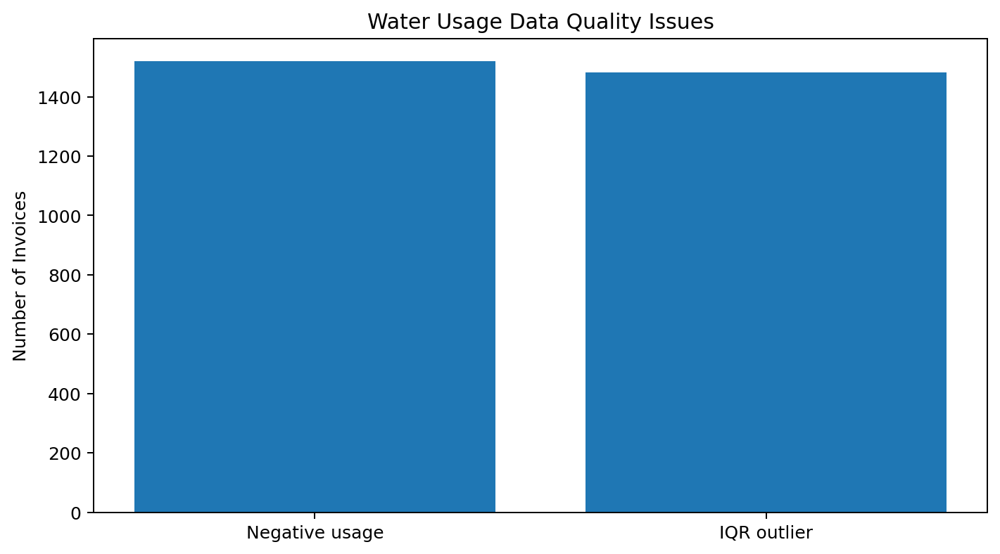 Water Usage Data Quality Issues
Number of Invoices
1400
1200
1000
800
600
400
200
0
Negative usage
IQR outlier